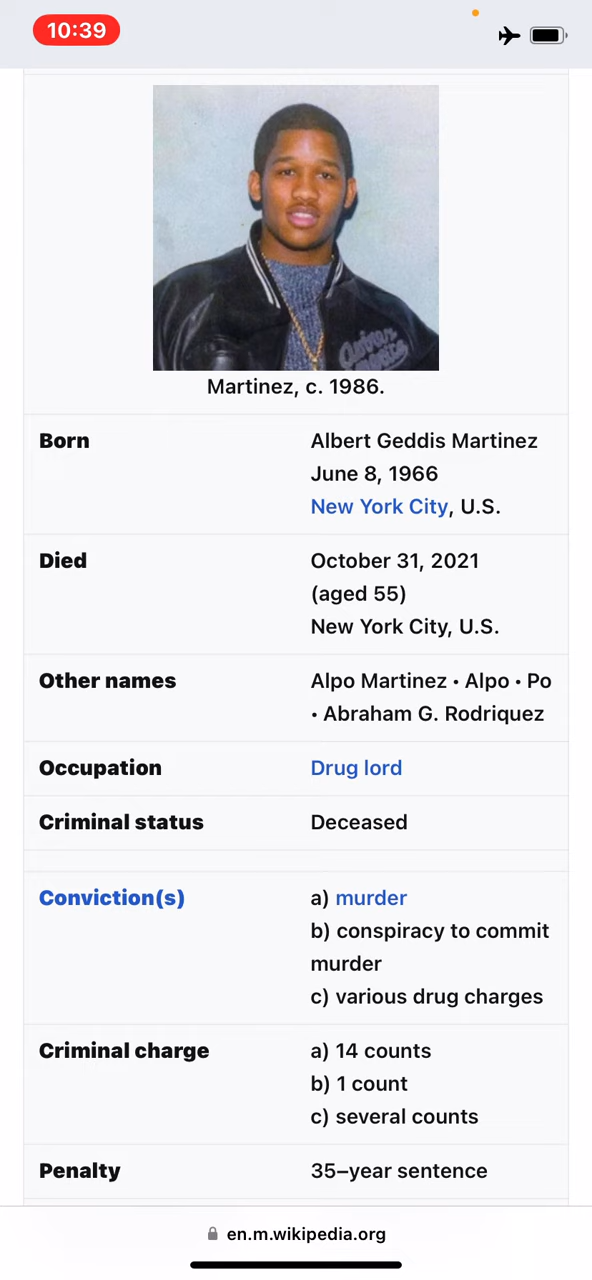 10:39
Martinez, c. 1986.
Born
Albert Geddis Martinez
June 8, 1966
New York City, U.S.
Died
October 31, 2021
(aged 55)
New York City, U.S.
Other names
Alpo Martinez • Alpo • Po
• Abraham G. Rodriquez
Occupation
Drug lord
Criminal status
Deceased
Conviction(s)
a) murder
b) conspiracy to commit
murder
c) various drug charges
Criminal charge
a) 14 counts
b) 1 count
c) several counts
Penalty
35–year sentence
en.m.wikipedia.org